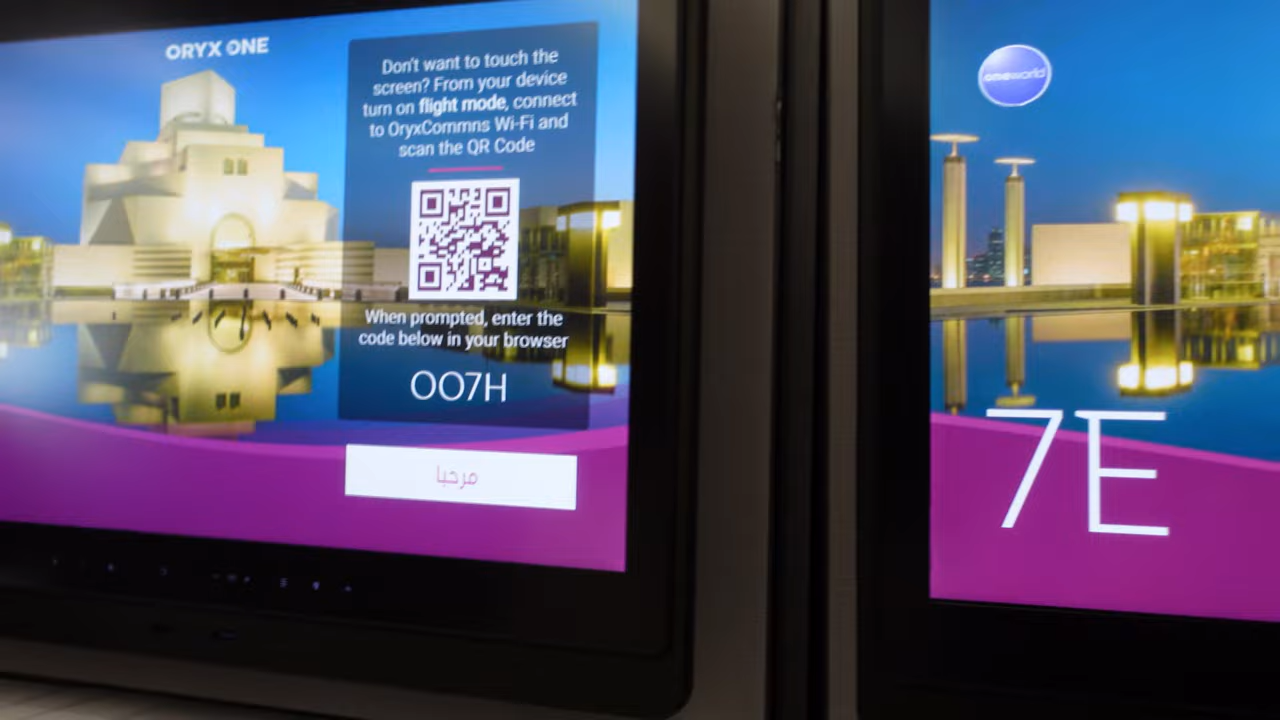 ORYX ONE
Don't want to touch the
screen? From your device
turn on flight mode, connect
to OryxCommns Wi-Fi and
scan the QR Code
When prompted, enter the
code below in your browser
OO7H
مرحبا
oneworld
7E